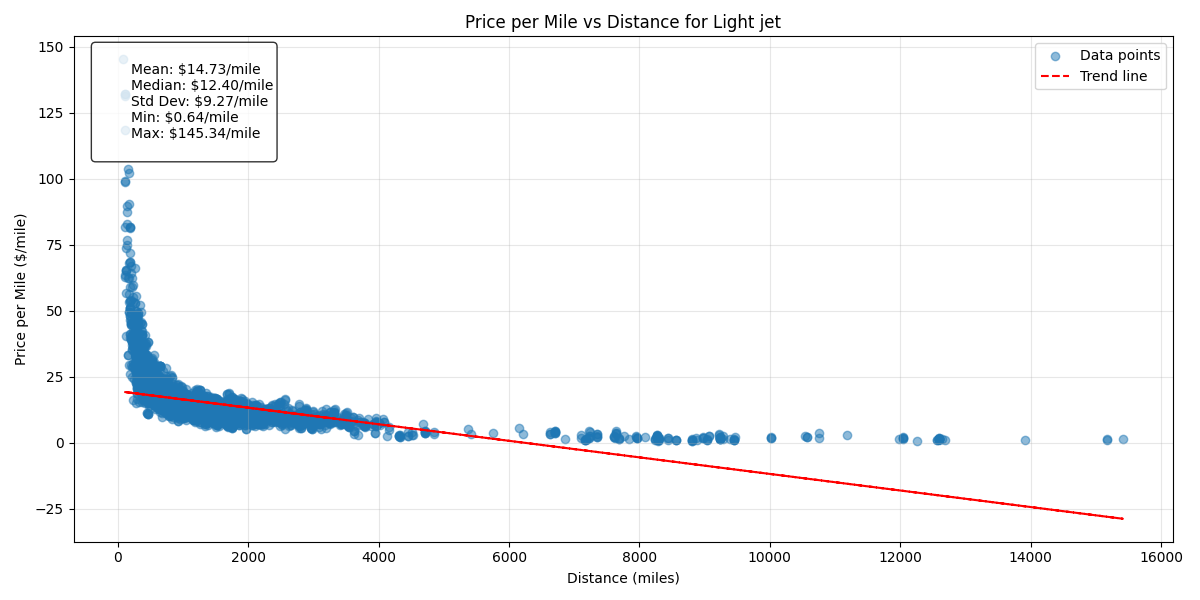 Price per Mile vs Distance for Light jet
Mean: $14.73/mile
Median: $12.40/mile
Std Dev: $9.27/mile
Min: $0.64/mile
Max: $145.34/mile
Data points
Trend line
150
125
100
75
50
25
0
−25
Price per Mile ($/mile)
0 2000 4000 6000 8000 10000 12000 14000 16000
Distance (miles)